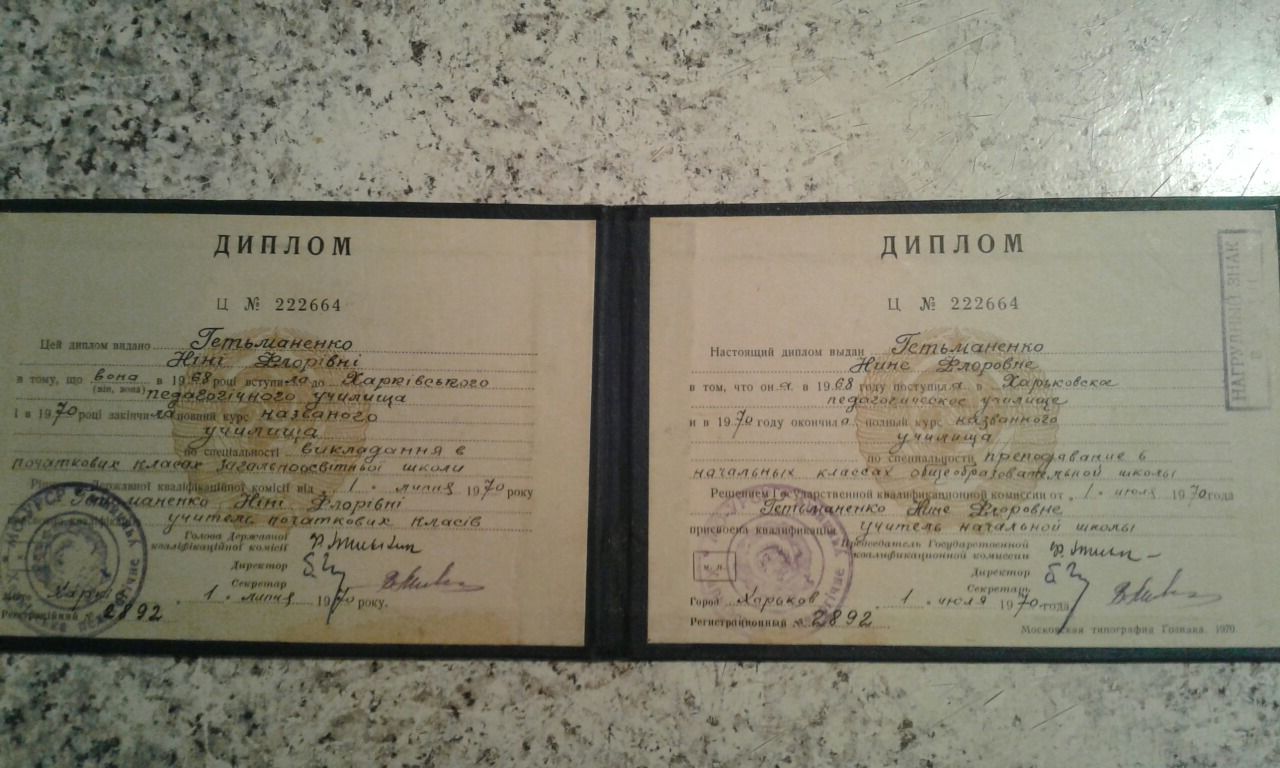 ДИПЛОМ
Ц № 222664
Цей диплом видано Гетьманенко
Ніні Флорівні
в тому, що вона в 1968 році вступила до Харківського
(він, вона)
педагогічного училища
і в 1970 році закінчила повний курс названого
училища
по спеціальності викладання в
початкових класах загальноосвітньої школи
Рішенням Державної кваліфікаційної комісії від 1 липня 1970 року
Гетьманенко Ніні Флорівні
учитель початкових класів
Голова Державної
кваліфікаційної комісії
Директор
Секретар
Харків 1 липня 1970 року.
Регистраційний № 2892
ДИПЛОМ
Ц № 222664
НАГРУДНЫЙ ЗНАК
Настоящий диплом выдан Гетьманенко
Нине Флоровне
в том, что она в 1968 году поступила в Харьковское
педагогическое училище
и в 1970 году окончила полный курс названного
училища
по специальности преподавание в
начальных классах общеобразовательной школы
Решением Государственной квалификационной комиссии от 1 июля 1970 года
Гетьманенко Нине Флоровне
присвоена квалификация учитель начальной школы
м. п.
Председатель Государственной
квалификационной комиссии
Директор
Секретарь
Город Харьков 1 июля 1970 года
Регистрационный № 2892
Московская типография Гознака. 1970.